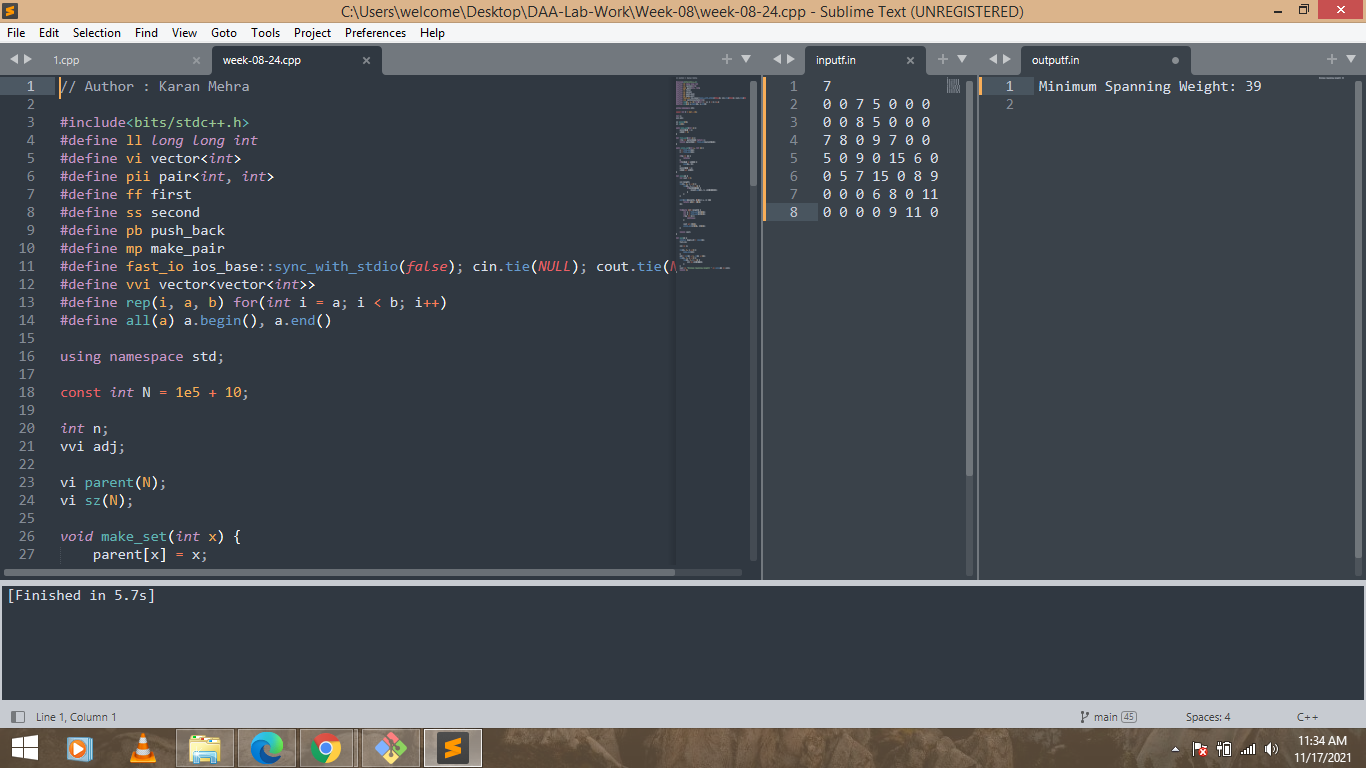 C:\Users\welcome\Desktop\DAA-Lab-Work\Week-08\week-08-24.cpp - Sublime Text (UNREGISTERED)
File Edit Selection Find View Goto Tools Project Preferences Help
1.cpp
week-08-24.cpp
1 // Author : Karan Mehra
2
3 #include<bits/stdc++.h>
4 #define ll long long int
5 #define vi vector<int>
6 #define pii pair<int, int>
7 #define ff first
8 #define ss second
9 #define pb push_back
10 #define mp make_pair
11 #define fast_io ios_base::sync_with_stdio(false); cin.tie(NULL); cout.tie(
12 #define vvi vector<vector<int>>
13 #define rep(i, a, b) for(int i = a; i < b; i++)
14 #define all(a) a.begin(), a.end()
15
16 using namespace std;
17
18 const int N = 1e5 + 10;
19
20 int n;
21 vvi adj;
22
23 vi parent(N);
24 vi sz(N);
25
26 void make_set(int x) {
27 parent[x] = x;
inputf.in
1 7
2 0 0 7 5 0 0 0
3 0 0 8 5 0 0 0
4 7 8 0 9 7 0 0
5 5 0 9 0 15 6 0
6 0 5 7 15 0 8 9
7 0 0 0 6 8 0 11
8 0 0 0 0 9 11 0
outputf.in
1 Minimum Spanning Weight: 39
2
[Finished in 5.7s]
Line 1, Column 1
main 45
Spaces: 4
C++
11:34 AM
11/17/2021